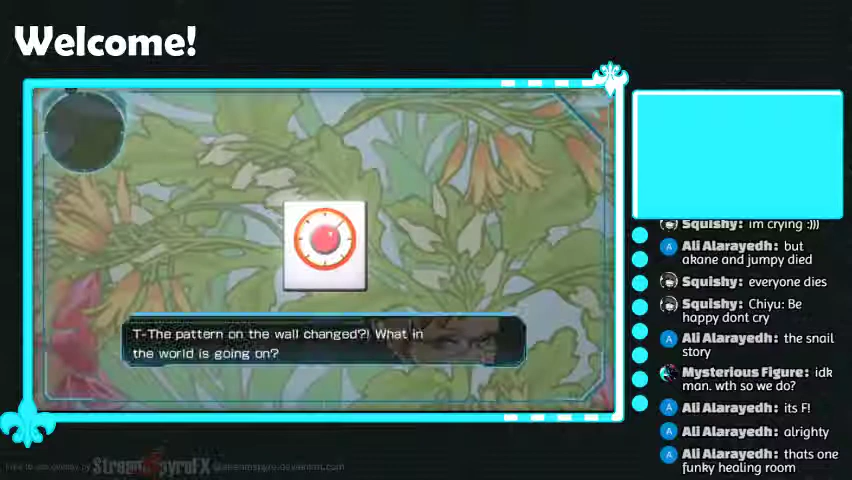 Welcome!
T-The pattern on the wall changed?! What in
the world is going on?
Squishy: im crying :)))
Ali Alarayedh: but
akane and jumpy died
Squishy: everyone dies
Squishy: Chiyu: Be
happy dont cry
Ali Alarayedh: the snail
story
Mysterious Figure: idk
man. wth so we do?
Ali Alarayedh: its F!
Ali Alarayedh: alrighty
Ali Alarayedh: thats one
funky healing room